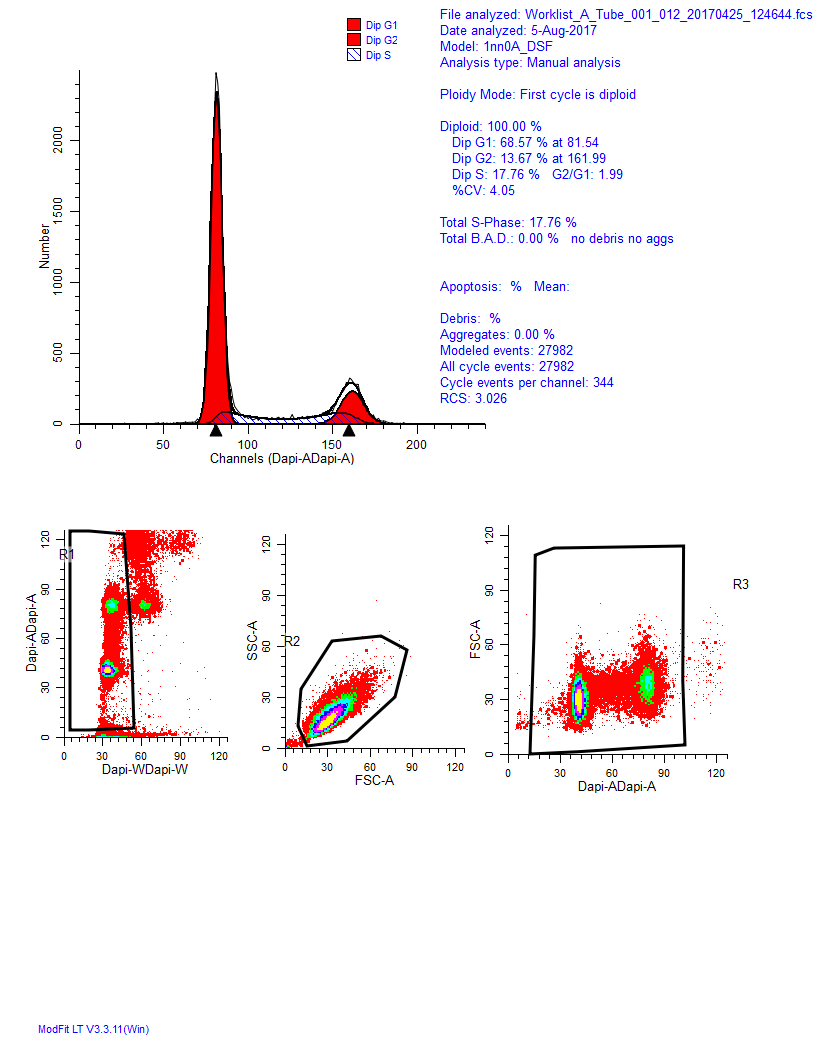 Dip G1
Dip G2
Dip S
File analyzed: Worklist_A_Tube_001_012_20170425_124644.fcs
Date analyzed: 5-Aug-2017
Model: 1nn0A_DSF
Analysis type: Manual analysis
Ploidy Mode: First cycle is diploid
Diploid: 100.00 %
Dip G1: 68.57 % at 81.54
Dip G2: 13.67 % at 161.99
Dip S: 17.76 % G2/G1: 1.99
%CV: 4.05
Total S-Phase: 17.76 %
Total B.A.D.: 0.00 % no debris no aggs
Apoptosis: % Mean:
Debris: %
Aggregates: 0.00 %
Modeled events: 27982
All cycle events: 27982
Cycle events per channel: 344
RCS: 3.026
Number
2000
1500
1000
500
0
0 50 100 150 200
Channels (Dapi-ADapi-A)
R1
Dapi-ADapi-A
120
90
60
30
0
0 30 60 90 120
Dapi-WDapi-W
R2
SSC-A
120
90
60
30
0
0 30 60 90 120
FSC-A
R3
FSC-A
120
90
60
30
0
0 30 60 90 120
Dapi-ADapi-A
ModFit LT V3.3.11(Win)